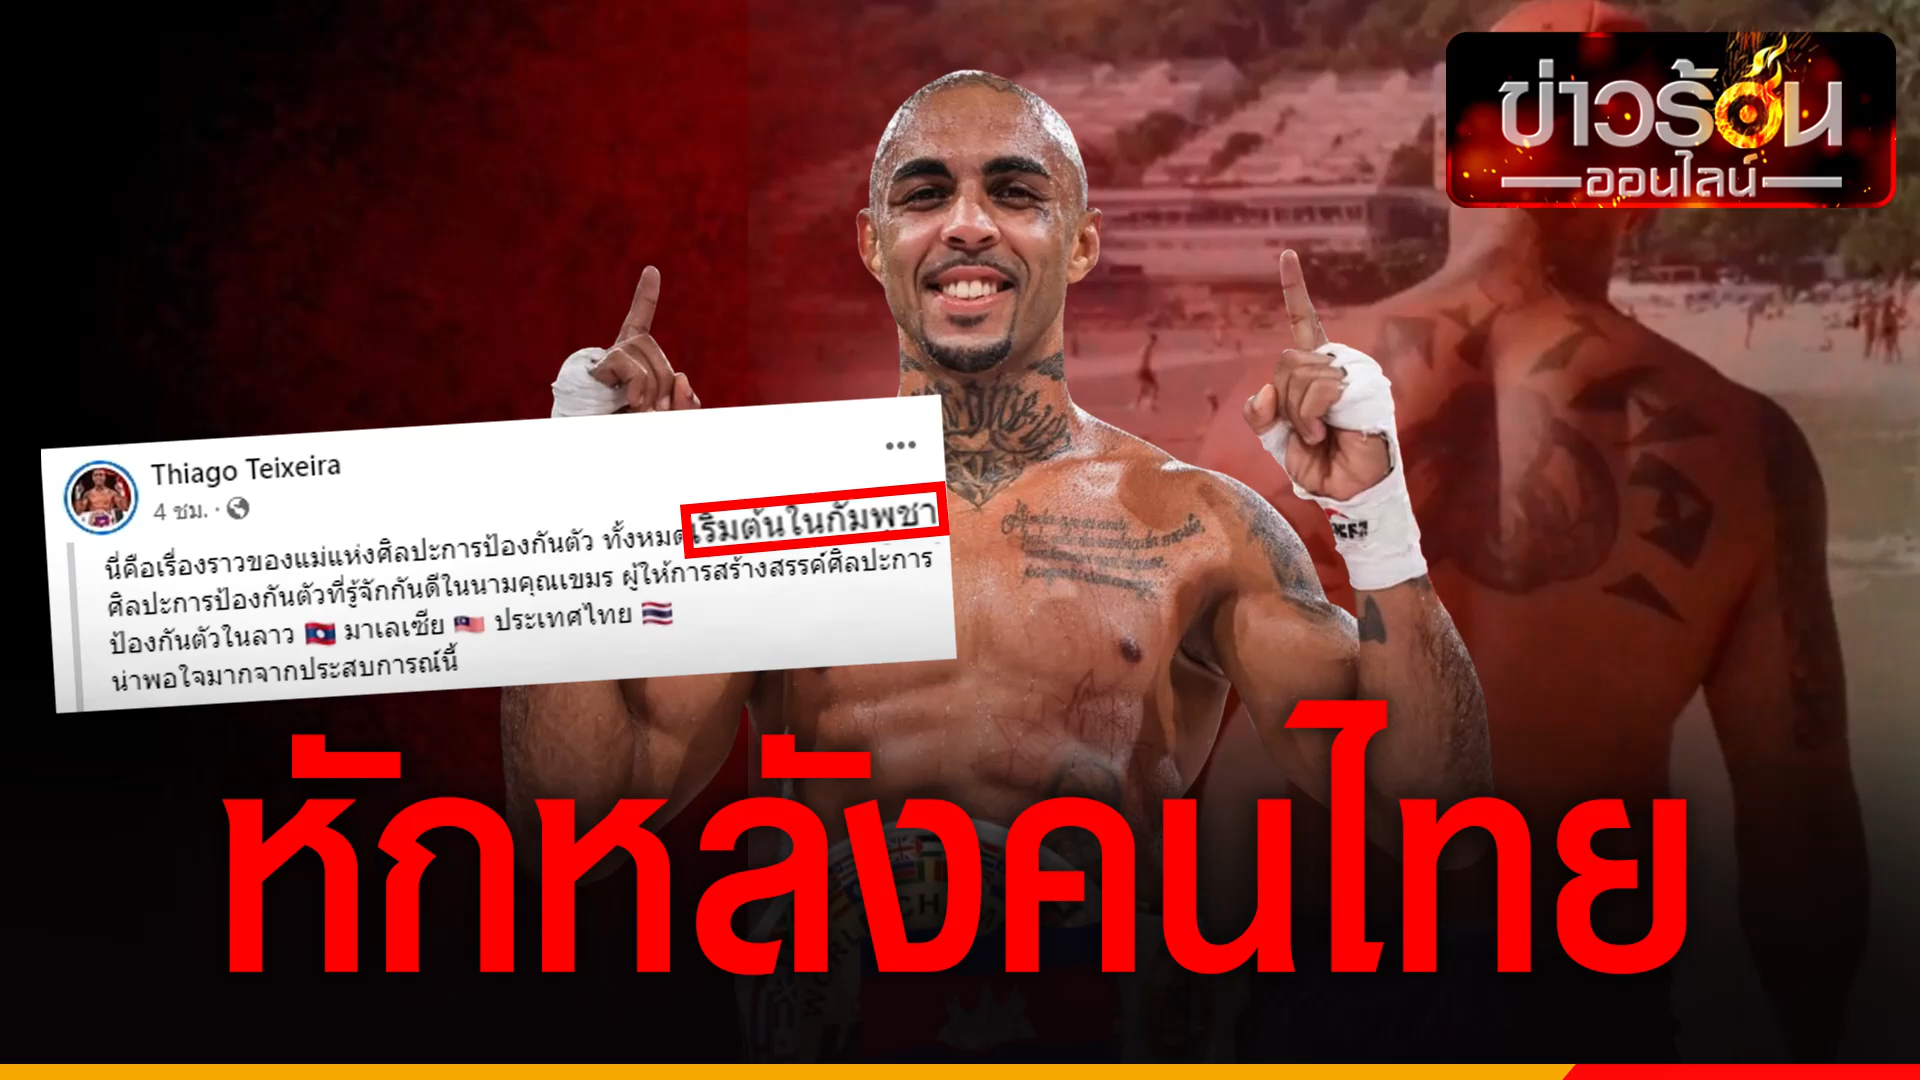 ข่าวร้อน
ออนไลน์
Thiago Teixeira
4 ชม. ·
นี่คือเรื่องราวของแม่แห่งศิลปะการป้องกันตัว ทั้งหมดเริ่มต้นในกัมพูชา
ศิลปะการป้องกันตัวที่รู้จักกันดีในนามคุณเขมร ผู้ให้การสร้างสรรค์ศิลปะการ
ป้องกันตัวในลาว 🇱🇦 มาเลเซีย 🇲🇾 ประเทศไทย 🇹🇭
น่าพอใจมากจากประสบการณ์นี้
หักหลังคนไทย